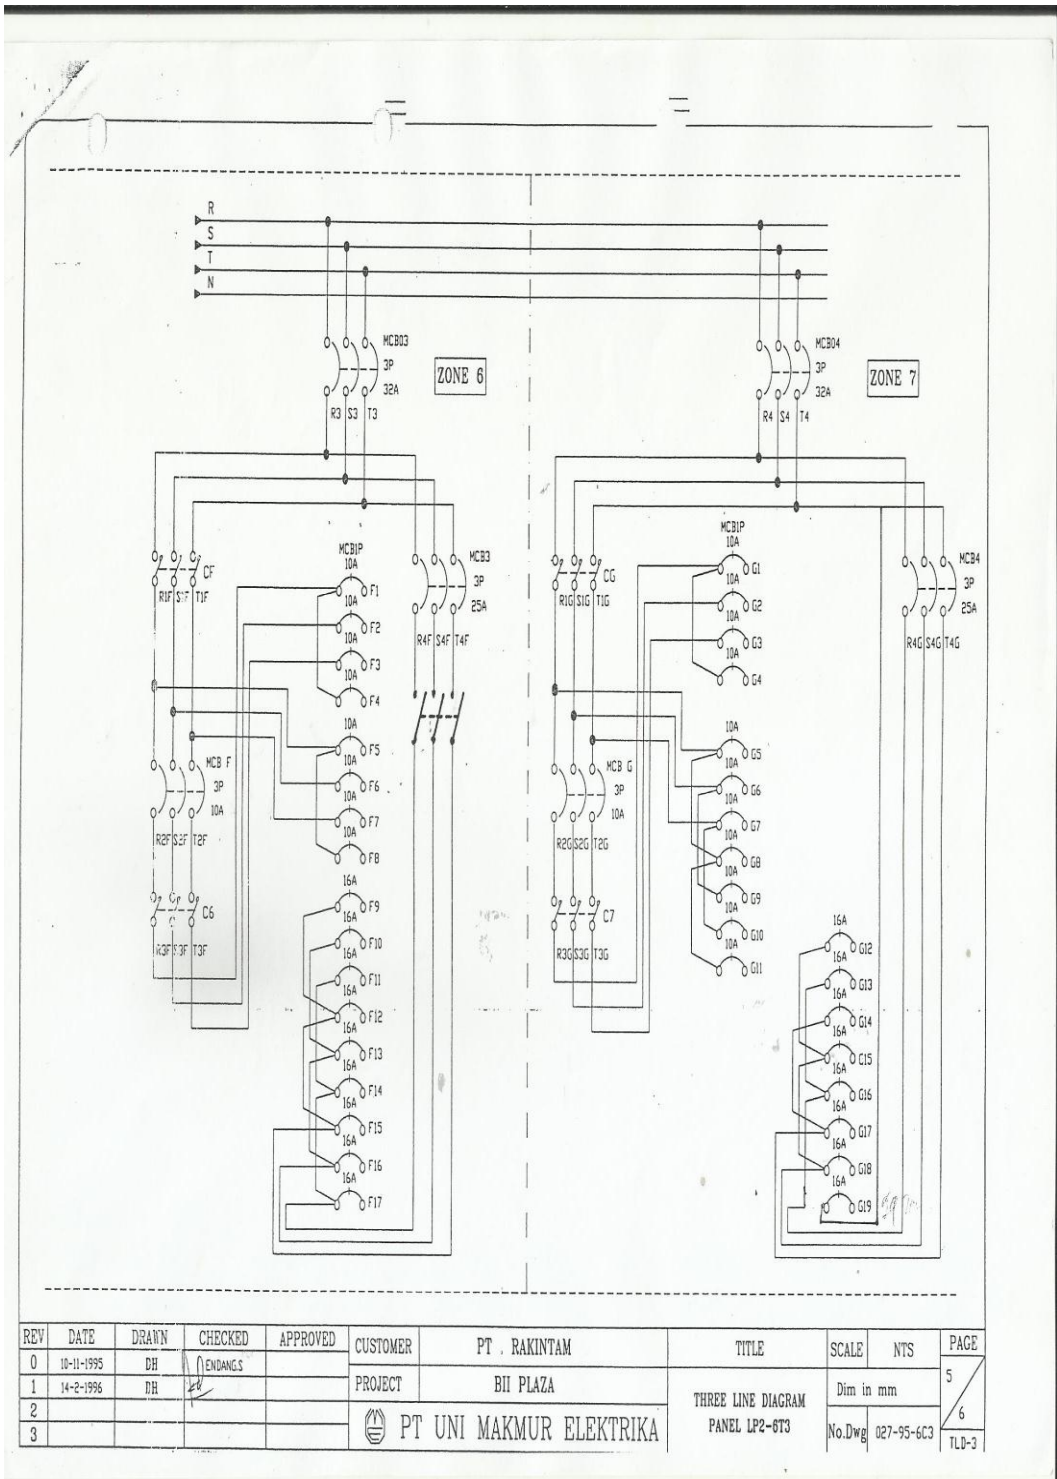 R
S
T
N
MCB03
3P
32A
ZONE 6
R3 S3 T3
MCB04
3P
32A
ZONE 7
R4 S4 T4
CF
R1F S1F T1F
MCB1P
10A
F1
10A
F2
10A
F3
10A
F4
10A
F5
10A
F6
10A
F7
10A
F8
16A
F9
16A
F10
16A
F11
16A
F12
16A
F13
16A
F14
16A
F15
16A
F16
16A
F17
MCB3
3P
25A
R4F S4F T4F
MCB F
3P
10A
R2F S2F T2F
C6
R3F S3F T3F
CG
R1G S1G T1G
MCB1P
10A
G1
10A
G2
10A
G3
10A
G4
10A
G5
10A
G6
10A
G7
10A
G8
10A
G9
10A
G10
10A
G11
16A
G12
16A
G13
16A
G14
16A
G15
16A
G16
16A
G17
16A
G18
16A
G19
MCB4
3P
25A
R4G S4G T4G
MCB G
3P
10A
R2G S2G T2G
C7
R3G S3G T3G
REV DATE DRAWN CHECKED APPROVED
0 10-11-1995 DH ENDANG.S
1 14-2-1996 DH
2
3
CUSTOMER PT . RAKINTAM
PROJECT BII PLAZA
PT UNI MAKMUR ELEKTRIKA
TITLE
THREE LINE DIAGRAM
PANEL LP2-6T3
SCALE NTS
Dim in mm
No.Dwg 027-95-6C3
PAGE
5/6
TLD-3